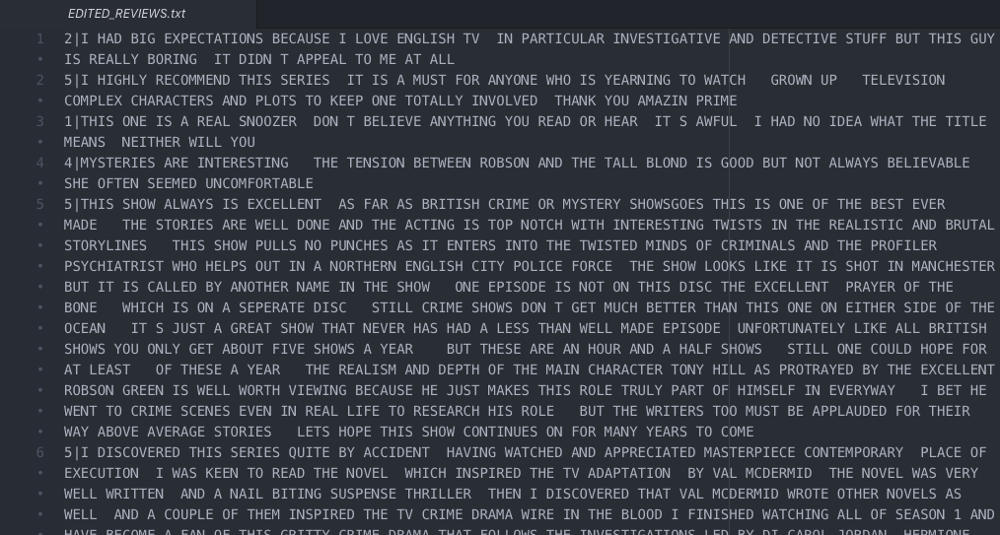 EDITED_REVIEWS.txt
1 2|I HAD BIG EXPECTATIONS BECAUSE I LOVE ENGLISH TV  IN PARTICULAR INVESTIGATIVE AND DETECTIVE STUFF BUT THIS GUY
• IS REALLY BORING  IT DIDN T APPEAL TO ME AT ALL
2 5|I HIGHLY RECOMMEND THIS SERIES  IT IS A MUST FOR ANYONE WHO IS YEARNING TO WATCH   GROWN UP   TELEVISION
• COMPLEX CHARACTERS AND PLOTS TO KEEP ONE TOTALLY INVOLVED  THANK YOU AMAZIN PRIME
3 1|THIS ONE IS A REAL SNOOZER  DON T BELIEVE ANYTHING YOU READ OR HEAR  IT S AWFUL  I HAD NO IDEA WHAT THE TITLE
• MEANS  NEITHER WILL YOU
4 4|MYSTERIES ARE INTERESTING   THE TENSION BETWEEN ROBSON AND THE TALL BLOND IS GOOD BUT NOT ALWAYS BELIEVABLE
• SHE OFTEN SEEMED UNCOMFORTABLE
5 5|THIS SHOW ALWAYS IS EXCELLENT  AS FAR AS BRITISH CRIME OR MYSTERY SHOWSGOES THIS IS ONE OF THE BEST EVER
• MADE   THE STORIES ARE WELL DONE AND THE ACTING IS TOP NOTCH WITH INTERESTING TWISTS IN THE REALISTIC AND BRUTAL
• STORYLINES   THIS SHOW PULLS NO PUNCHES AS IT ENTERS INTO THE TWISTED MINDS OF CRIMINALS AND THE PROFILER
• PSYCHIATRIST WHO HELPS OUT IN A NORTHERN ENGLISH CITY POLICE FORCE  THE SHOW LOOKS LIKE IT IS SHOT IN MANCHESTER
• BUT IT IS CALLED BY ANOTHER NAME IN THE SHOW   ONE EPISODE IS NOT ON THIS DISC THE EXCELLENT  PRAYER OF THE
• BONE   WHICH IS ON A SEPERATE DISC   STILL CRIME SHOWS DON T GET MUCH BETTER THAN THIS ONE ON EITHER SIDE OF THE
• OCEAN   IT S JUST A GREAT SHOW THAT NEVER HAS HAD A LESS THAN WELL MADE EPISODE  UNFORTUNATELY LIKE ALL BRITISH
• SHOWS YOU ONLY GET ABOUT FIVE SHOWS A YEAR    BUT THESE ARE AN HOUR AND A HALF SHOWS   STILL ONE COULD HOPE FOR
• AT LEAST   OF THESE A YEAR   THE REALISM AND DEPTH OF THE MAIN CHARACTER TONY HILL AS PROTRAYED BY THE EXCELLENT
• ROBSON GREEN IS WELL WORTH VIEWING BECAUSE HE JUST MAKES THIS ROLE TRULY PART OF HIMSELF IN EVERYWAY   I BET HE
• WENT TO CRIME SCENES EVEN IN REAL LIFE TO RESEARCH HIS ROLE   BUT THE WRITERS TOO MUST BE APPLAUDED FOR THEIR
• WAY ABOVE AVERAGE STORIES   LETS HOPE THIS SHOW CONTINUES ON FOR MANY YEARS TO COME
6 5|I DISCOVERED THIS SERIES QUITE BY ACCIDENT  HAVING WATCHED AND APPRECIATED MASTERPIECE CONTEMPORARY  PLACE OF
• EXECUTION  I WAS KEEN TO READ THE NOVEL  WHICH INSPIRED THE TV ADAPTATION  BY VAL MCDERMID  THE NOVEL WAS VERY
• WELL WRITTEN  AND A NAIL BITING SUSPENSE THRILLER  THEN I DISCOVERED THAT VAL MCDERMID WROTE OTHER NOVELS AS
• WELL  AND A COUPLE OF THEM INSPIRED THE TV CRIME DRAMA WIRE IN THE BLOOD I FINISHED WATCHING ALL OF SEASON 1 AND
• HAVE BECOME A FAN OF THIS GRITTY CRIME DRAMA THAT FOLLOWS THE INVESTIGATIONS LED BY DI CAROL JORDAN  HERMIONE